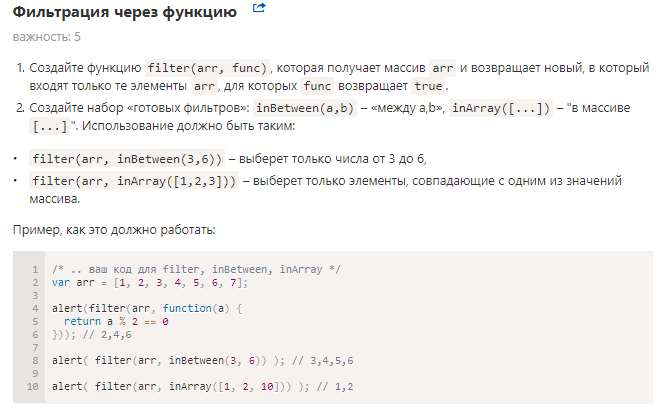 Фильтрация через функцию
важность: 5
1. Создайте функцию filter(arr, func), которая получает массив arr и возвращает новый, в который
входят только те элементы arr, для которых func возвращает true.
2. Создайте набор «готовых фильтров»: inBetween(a,b) – «между a,b», inArray([...]) – "в массиве
[...] ". Использование должно быть таким:
• filter(arr, inBetween(3,6)) – выберет только числа от 3 до 6,
• filter(arr, inArray([1,2,3])) – выберет только элементы, совпадающие с одним из значений
массива.
Пример, как это должно работать:
1 /* .. ваш код для filter, inBetween, inArray */
2 var arr = [1, 2, 3, 4, 5, 6, 7];
3
4 alert(filter(arr, function(a) {
5 return a % 2 == 0
6 })); // 2,4,6
7
8 alert( filter(arr, inBetween(3, 6)) ); // 3,4,5,6
9
10 alert( filter(arr, inArray([1, 2, 10])) ); // 1,2